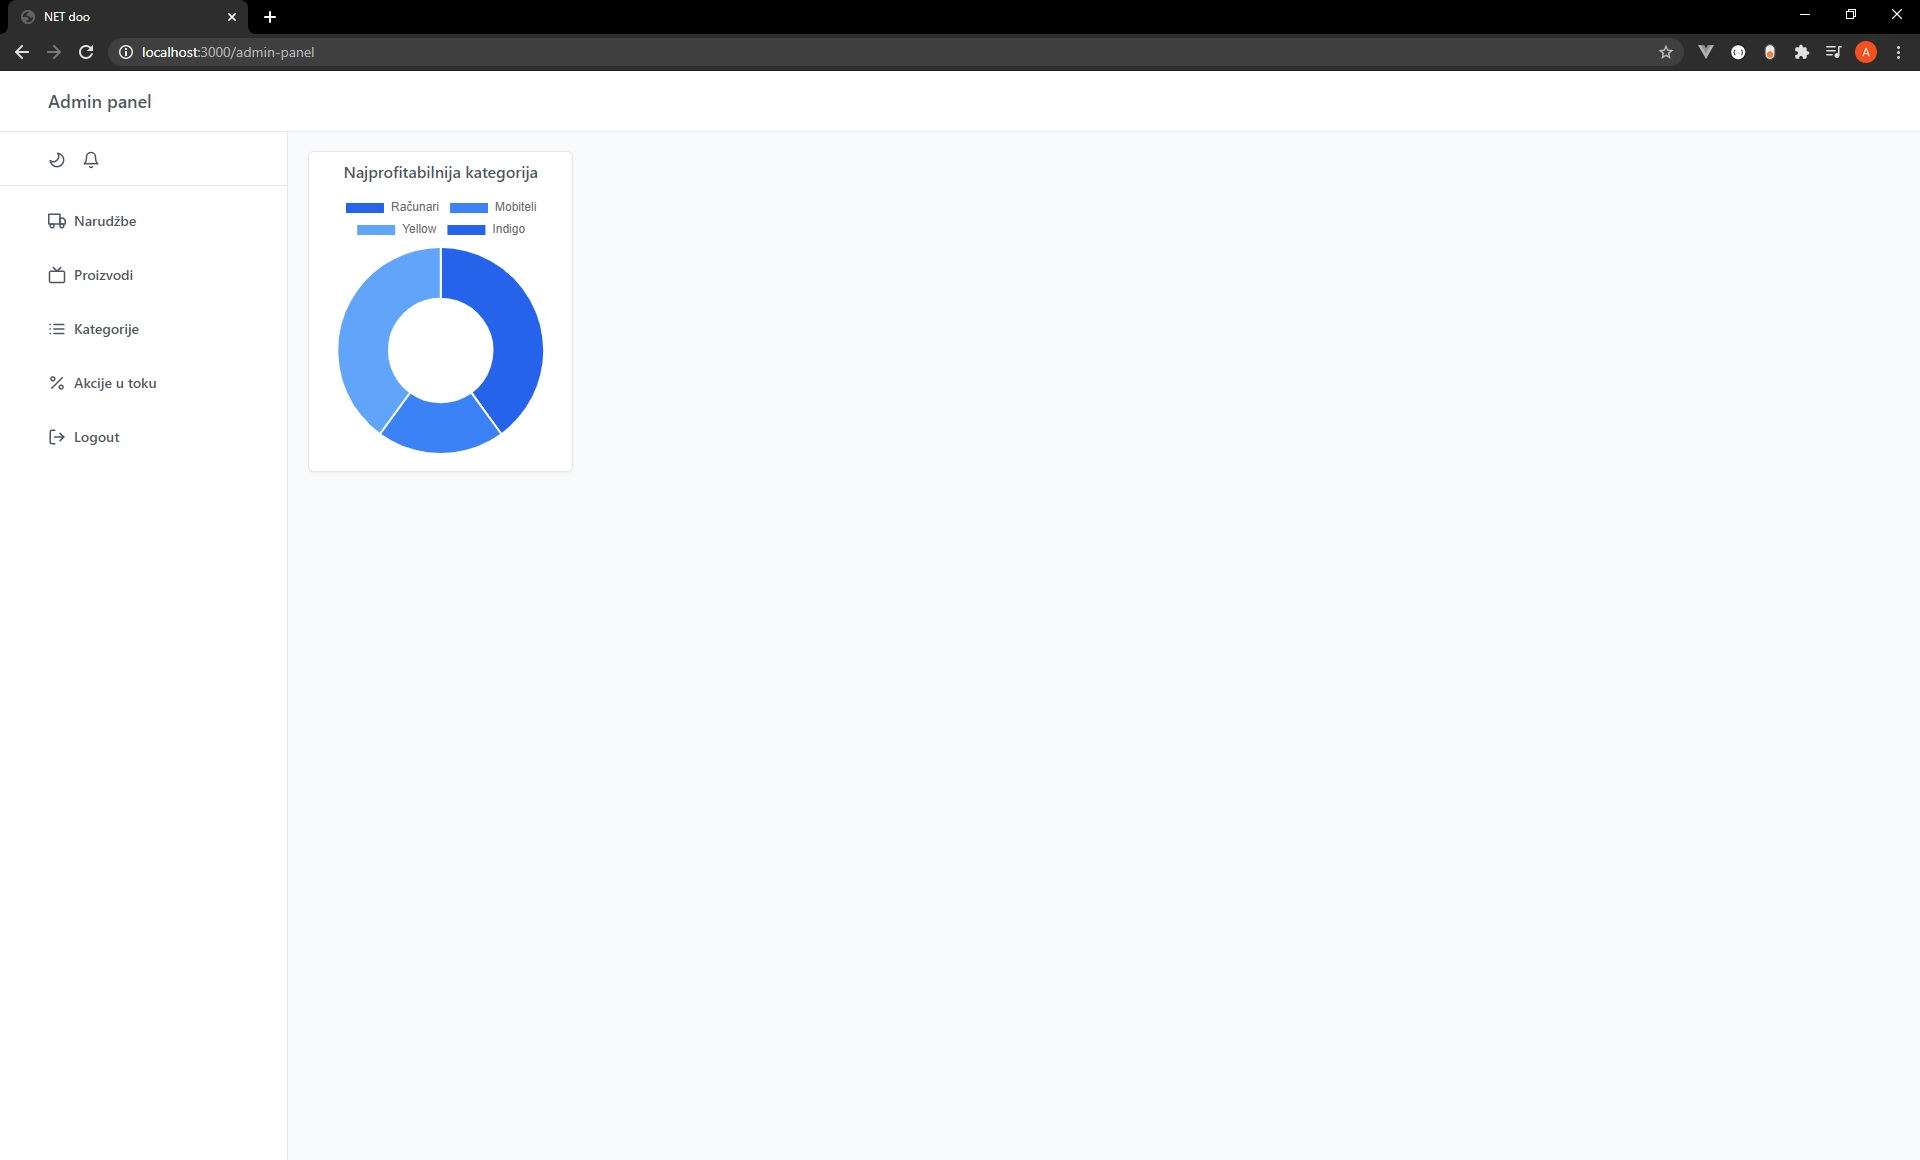 NET doo
localhost:3000/admin-panel
A
Admin panel
Narudžbe
Proizvodi
Kategorije
Akcije u toku
Logout
Najprofitabilnija kategorija
Računari Mobiteli
Yellow Indigo